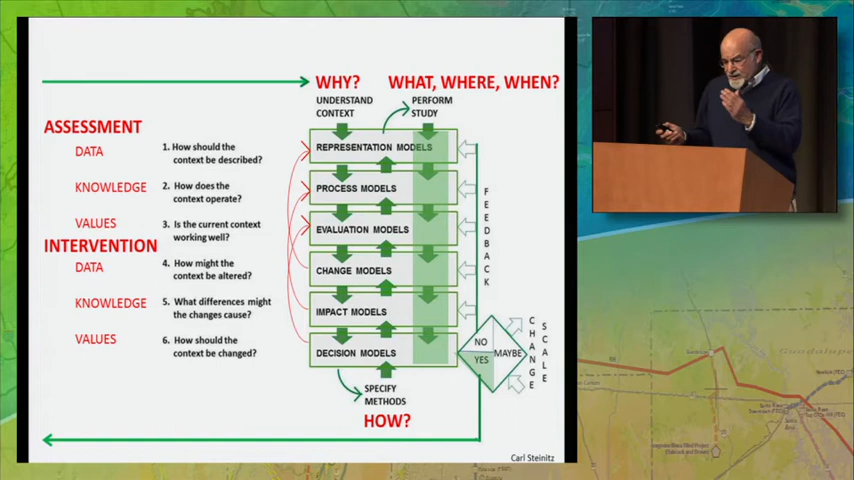 WHY? WHAT, WHERE, WHEN?
UNDERSTAND
CONTEXT
PERFORM
STUDY
ASSESSMENT
DATA
1. How should the
context be described?
REPRESENTATION MODELS
KNOWLEDGE
2. How does the
context operate?
PROCESS MODELS
VALUES
3. Is the current context
working well?
EVALUATION MODELS
INTERVENTION
DATA
4. How might the
context be altered?
CHANGE MODELS
KNOWLEDGE
5. What differences might
the changes cause?
IMPACT MODELS
VALUES
6. How should the
context be changed?
DECISION MODELS
FEEDBACK
NO
YES
MAYBE
CHANGE
SCALE
SPECIFY
METHODS
HOW?
Carl Steinitz